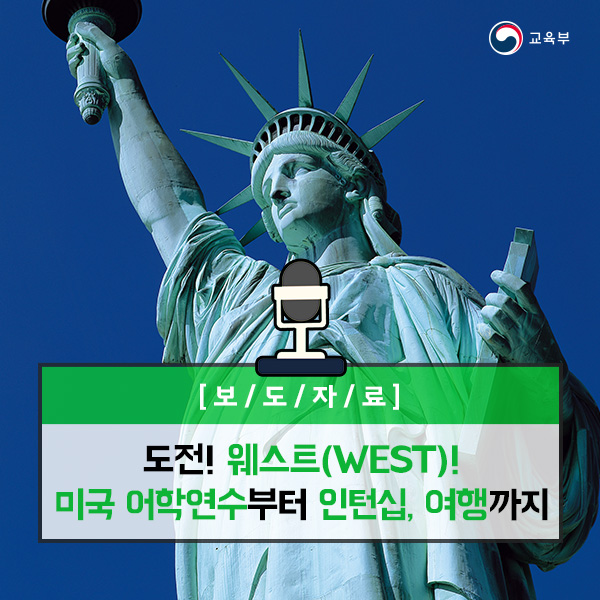 교육부
[ 보 / 도 / 자 / 료 ]
도전! 웨스트(WEST)!
미국 어학연수부터 인턴십, 여행까지